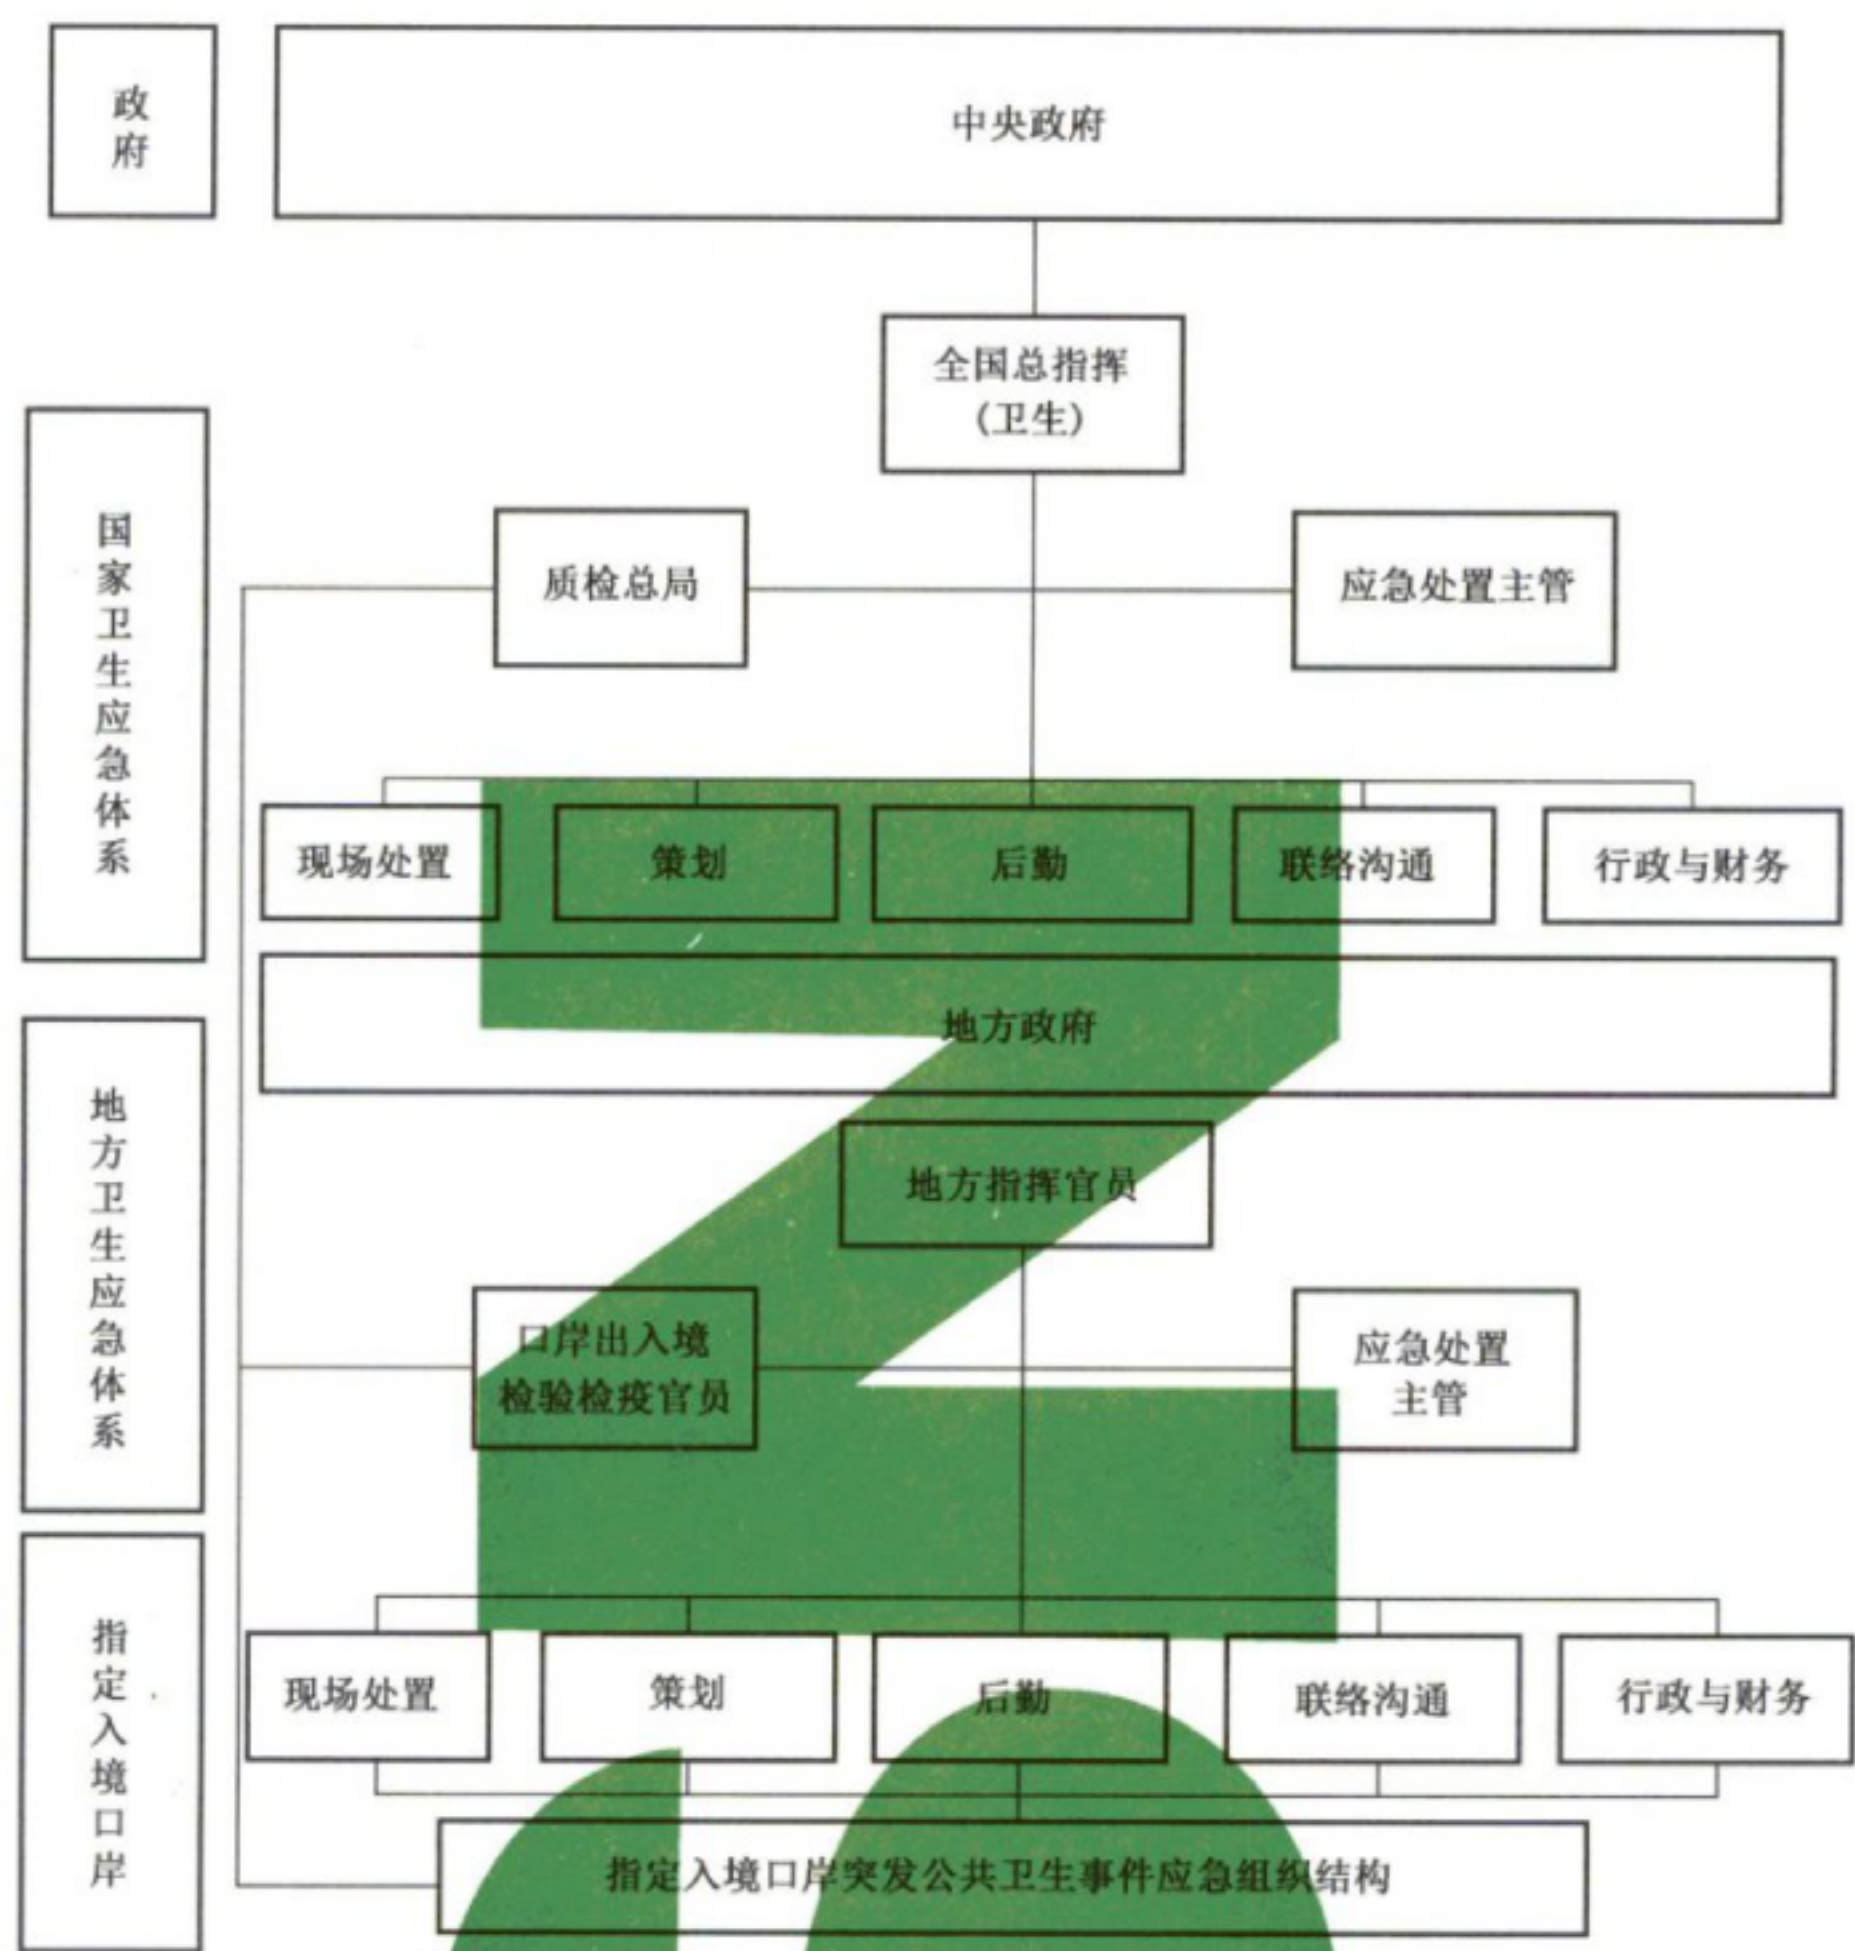 政府
中央政府
全国总指挥
(卫生)
国家卫生应急体系
质检总局
应急处置主管
现场处置
策划
后勤
联络沟通
行政与财务
地方政府
地方卫生应急体系
地方指挥官员
口岸出入境
检验检疫官员
应急处置
主管
指定入境口岸
现场处置
策划
后勤
联络沟通
行政与财务
指定入境口岸突发公共卫生事件应急组织结构